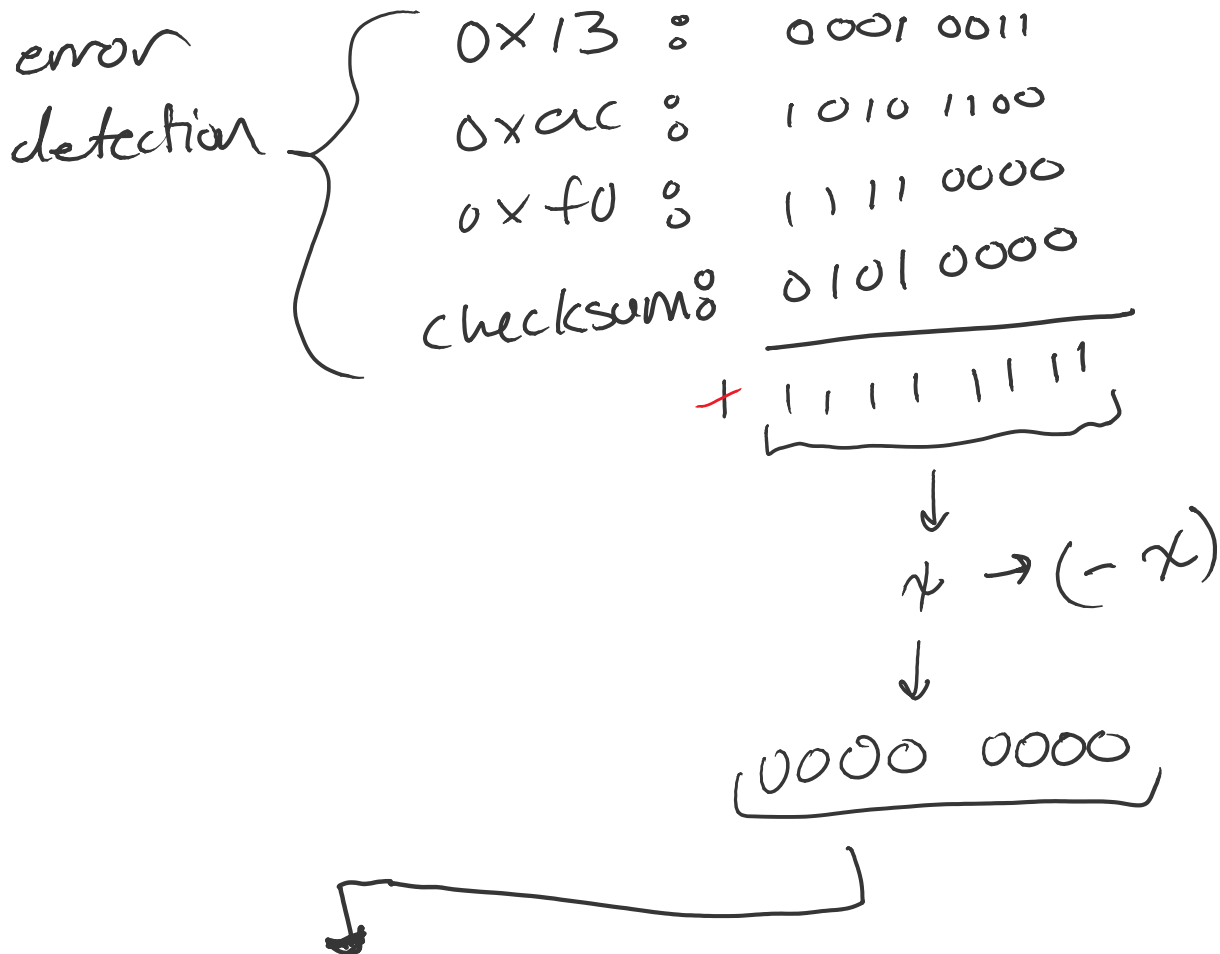 error detection
0x13 : 0001 0011
0xac : 1010 1100
0xf0 : 1111 0000
checksum: 0101 0000
+ 1111 1111
x → (- x)
0000 0000